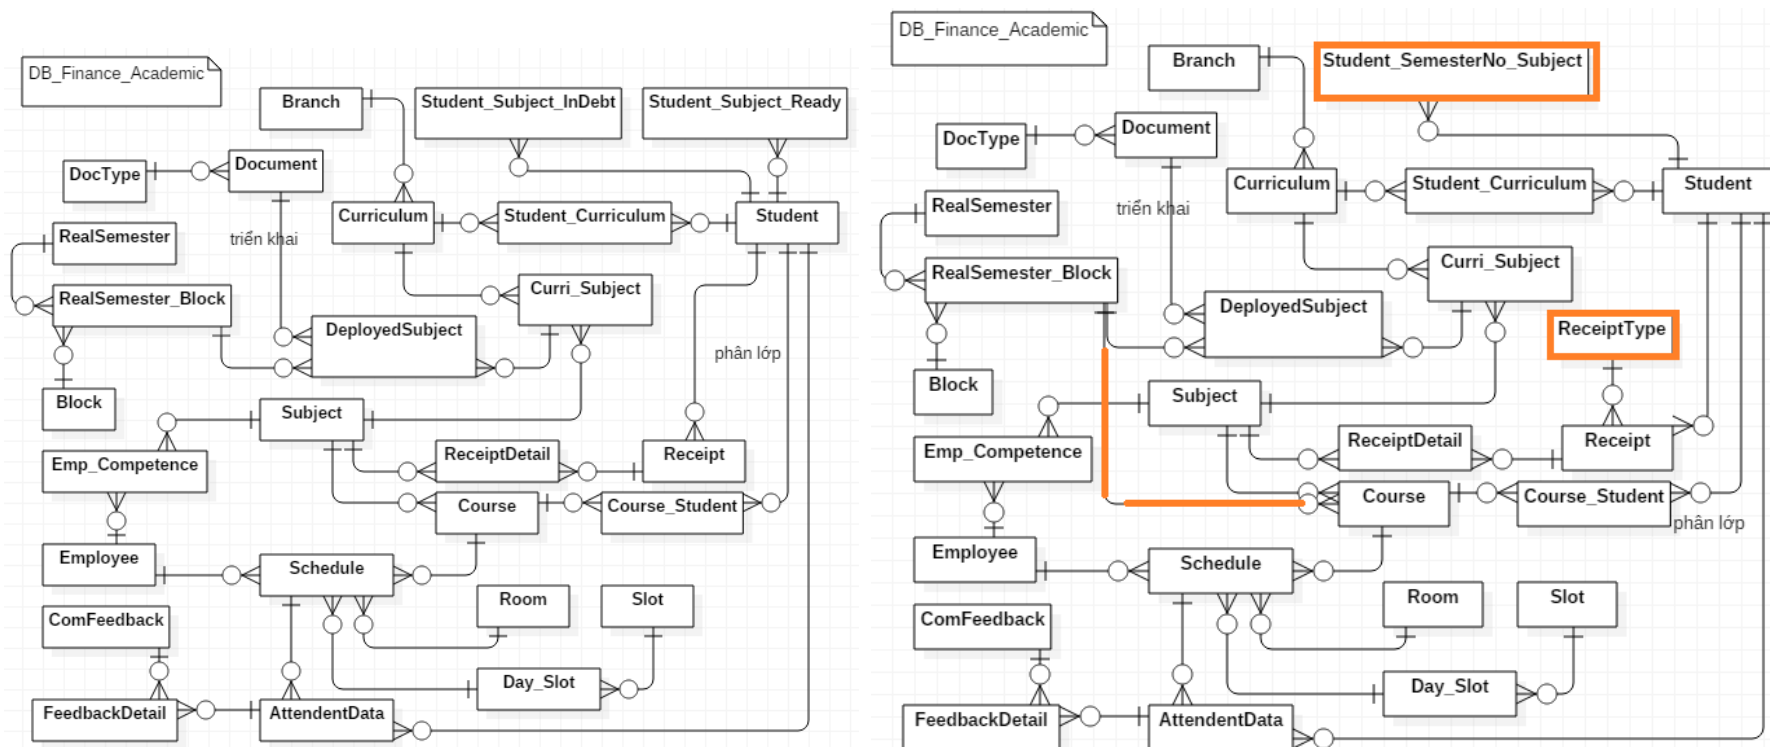 DB_Finance_Academic
Branch
Student_Subject_InDebt
Student_Subject_Ready
DocType
Document
Curriculum
Student_Curriculum
Student
RealSemester
triển khai
RealSemester_Block
Curri_Subject
DeployedSubject
phân lớp
Block
Subject
Emp_Competence
ReceiptDetail
Receipt
Course
Course_Student
Employee
Schedule
Room
Slot
ComFeedback
Day_Slot
FeedbackDetail
AttendentData
DB_Finance_Academic
Branch
Student_SemesterNo_Subject
DocType
Document
Curriculum
Student_Curriculum
Student
RealSemester
triển khai
RealSemester_Block
Curri_Subject
DeployedSubject
ReceiptType
Block
Subject
Emp_Competence
ReceiptDetail
Receipt
Course
Course_Student
phân lớp
Employee
Schedule
Room
Slot
ComFeedback
Day_Slot
FeedbackDetail
AttendentData